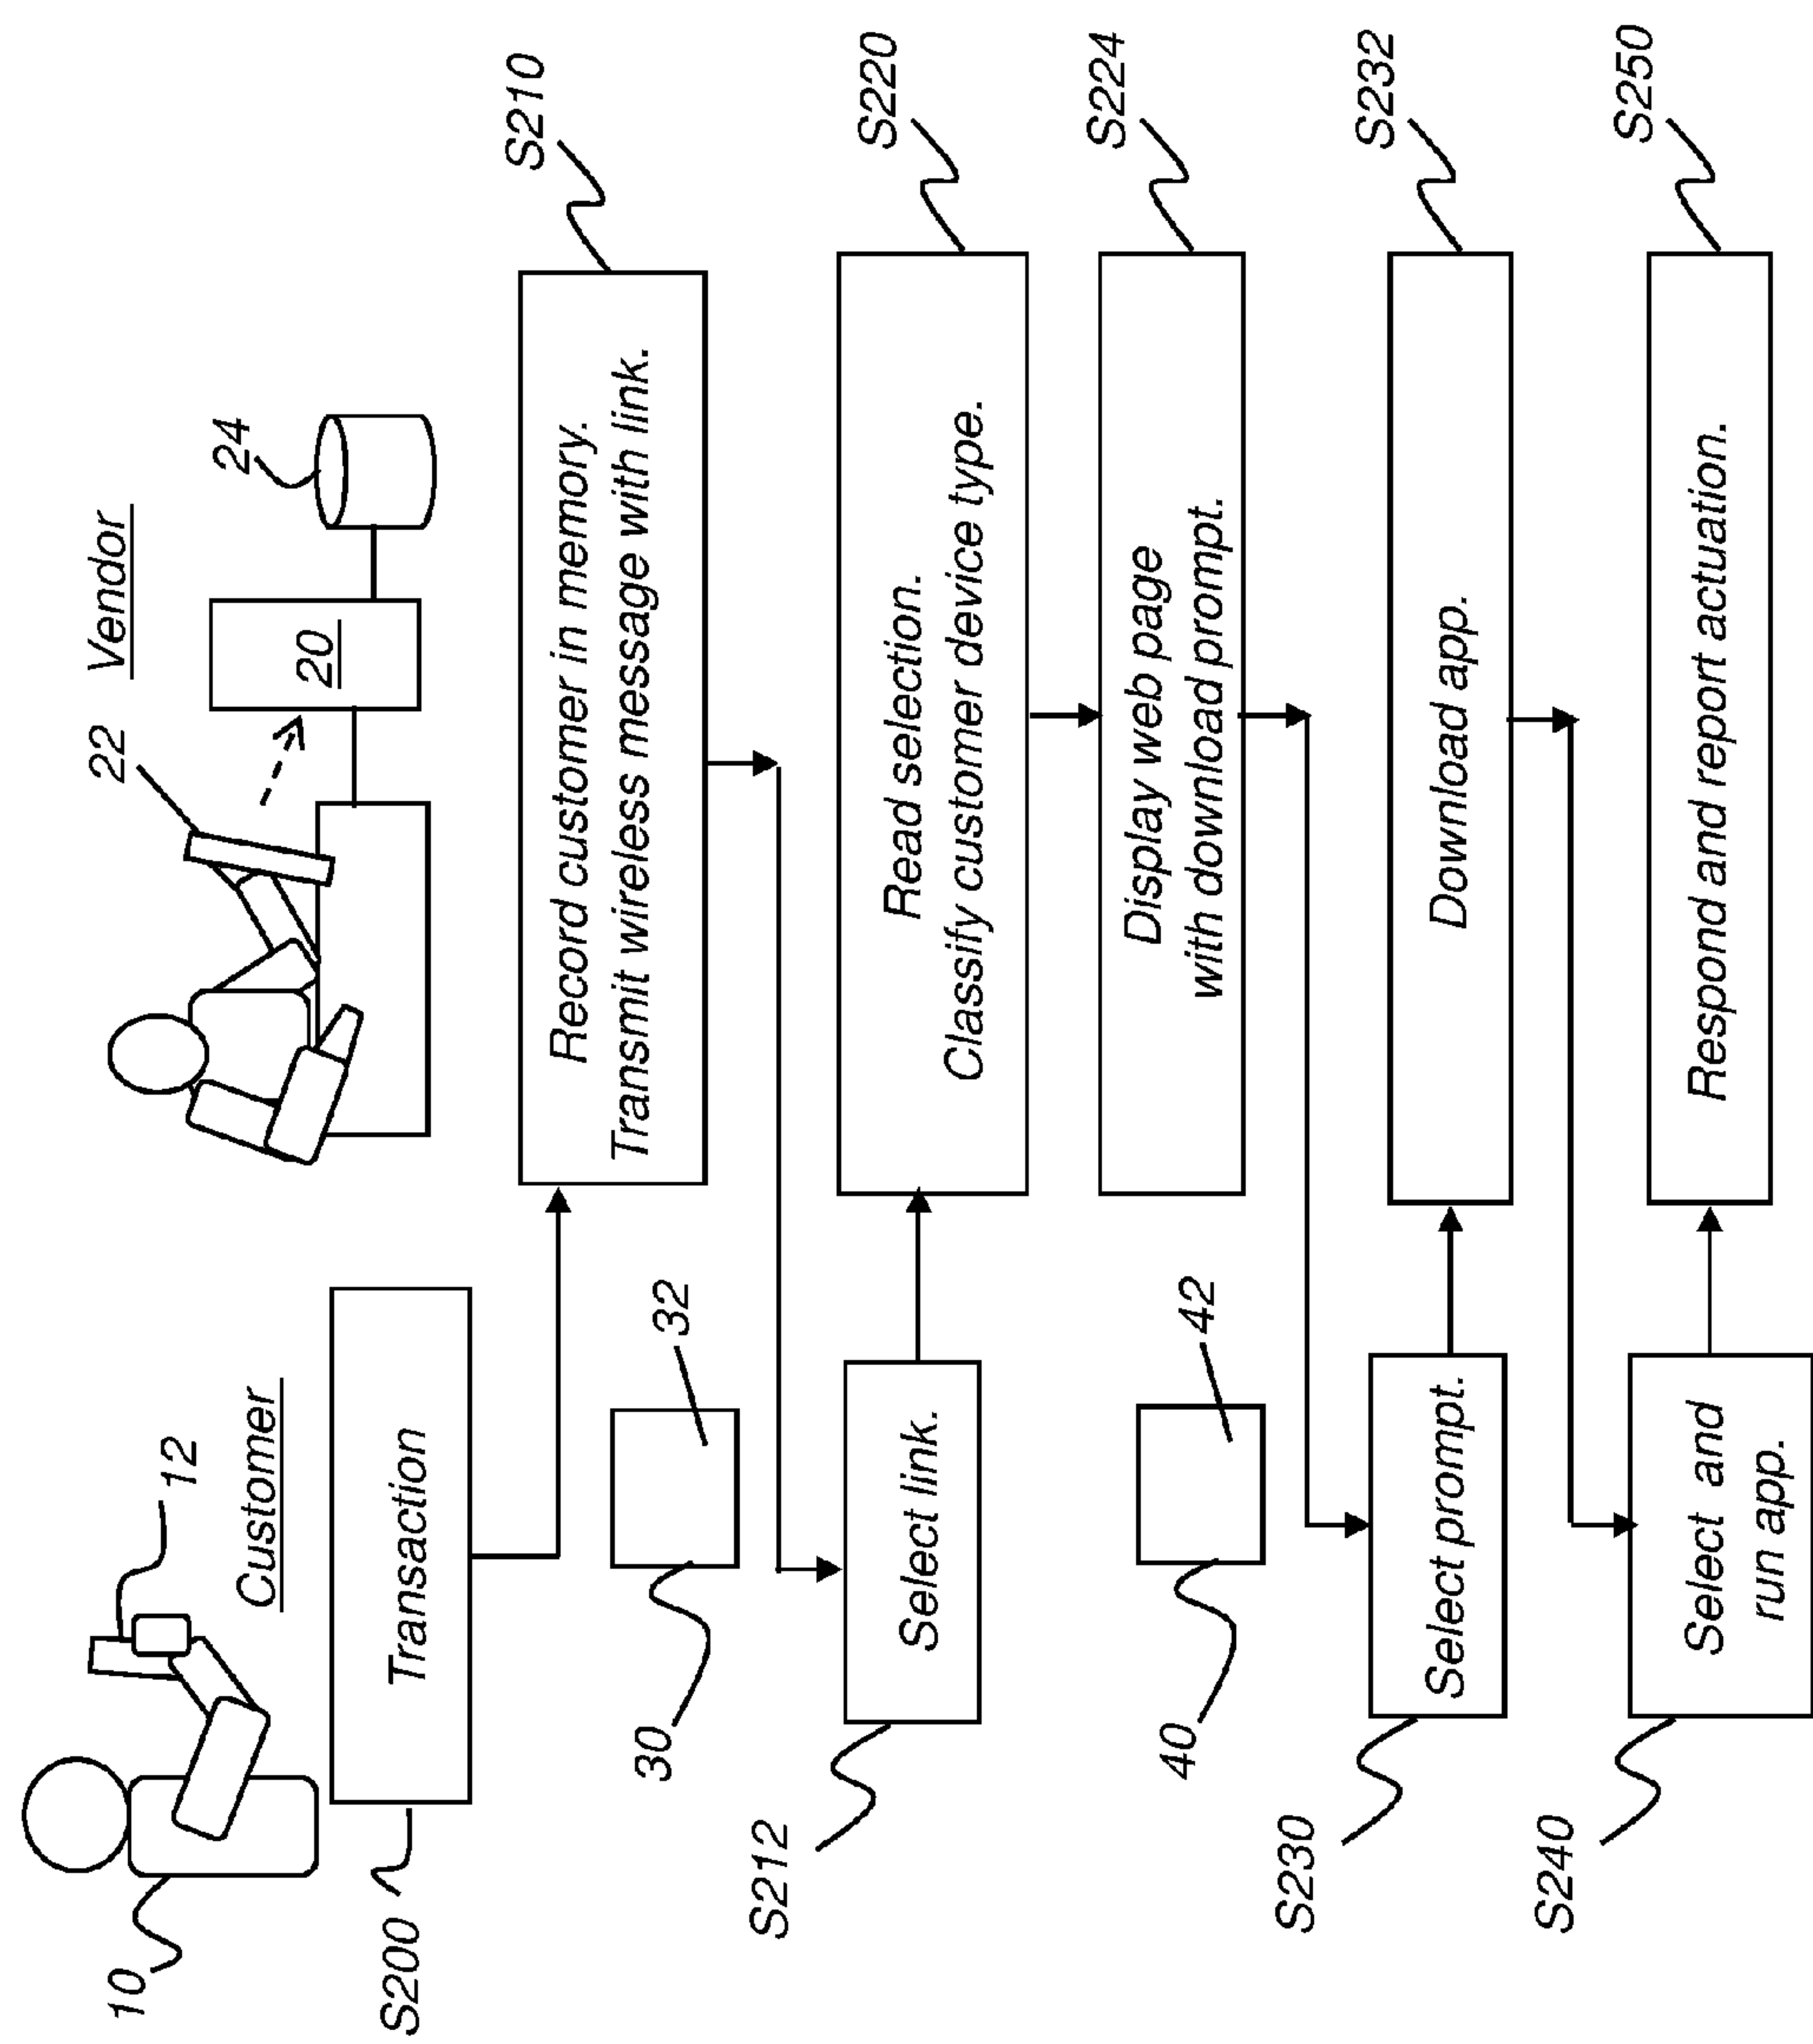 10
12
Customer
22
Vendor
20
24
S200
Transaction
S210
Record customer in memory.
Transmit wireless message with link.
30
32
S212
Select link.
S220
Read selection.
Classify customer device type.
S224
Display web page
with download prompt.
40
42
S230
Select prompt.
S232
Download app.
S240
Select and
run app.
S250
Respond and report actuation.